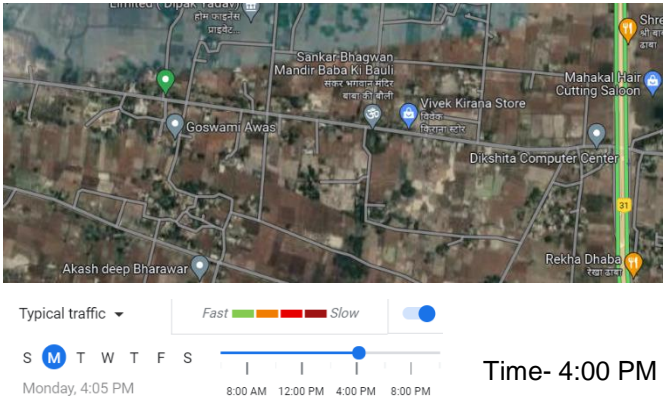 Limited ( Dipak Yadav)
होम फाइनेंस
प्राइवेट...
Shre
श्री बा
ढाबा
Sankar Bhagwan
Mandir Baba Ki Bauli
संकर भगवान मंदिर
बाबा की बौली
Mahakal Hair
Cutting Saloon
Vivek Kirana Store
विवेक
किराना स्टोर
Goswami Awas
Dikshita Computer Center
31
Akash deep Bharawar
Rekha Dhaba
रेखा ढाबा
Typical traffic
Fast Slow
S M T W T F S
Monday, 4:05 PM
8:00 AM 12:00 PM 4:00 PM 8:00 PM
Time- 4:00 PM